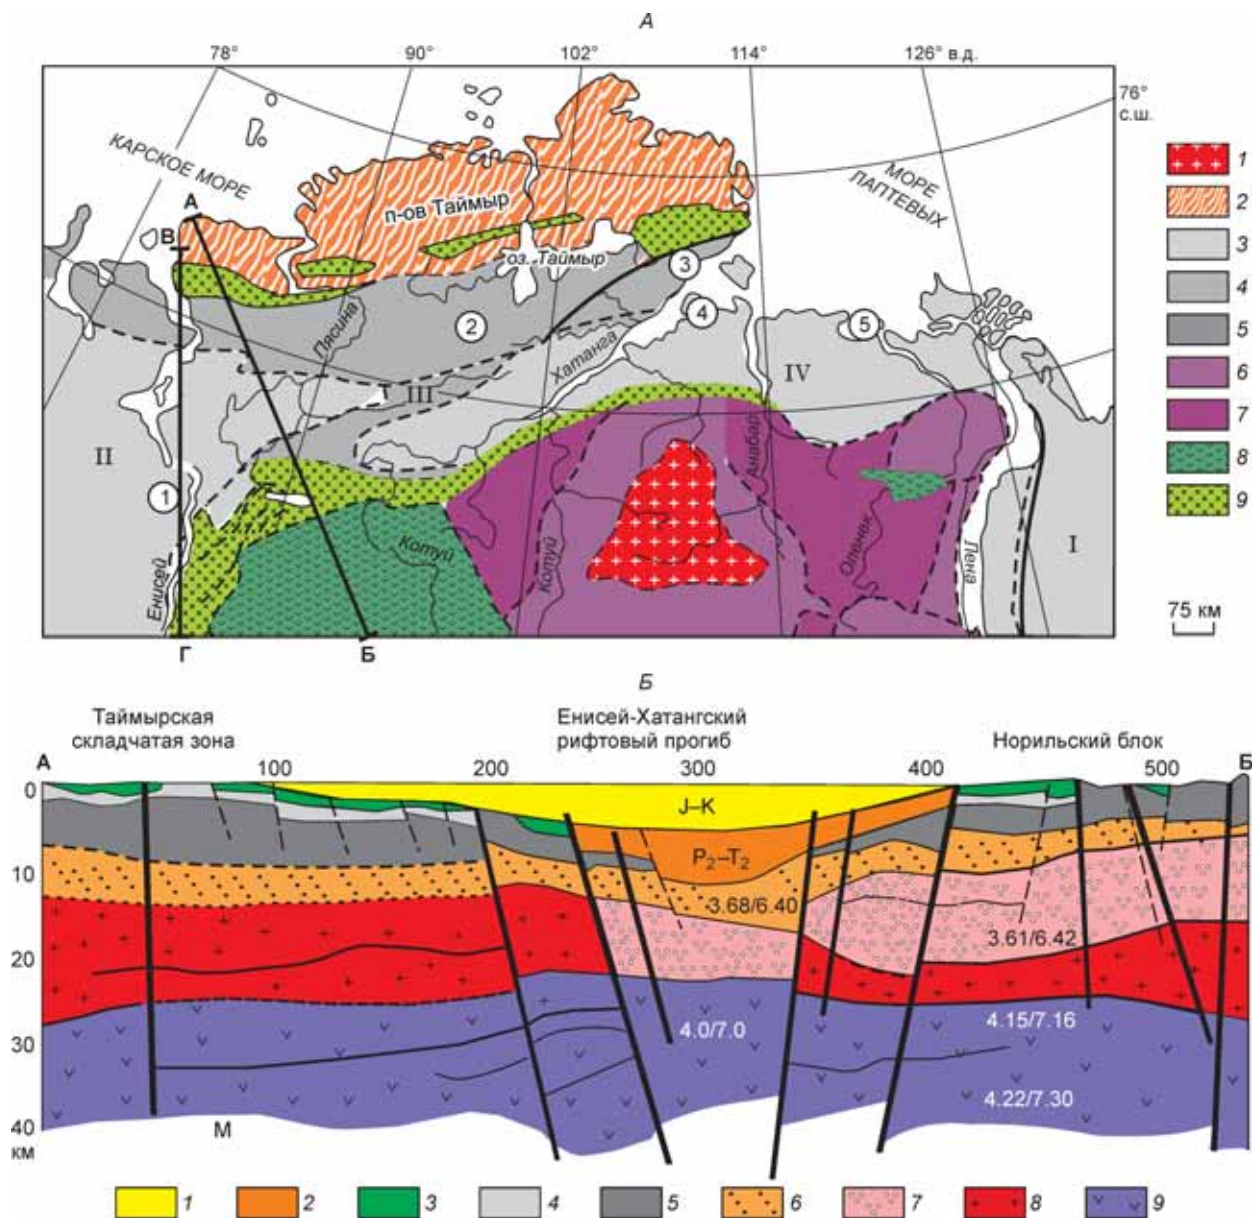 А
78° 90° 102° 114° 126° в.д.
76°
с.ш.
КАРСКОЕ МОРЕ
МОРЕ
ЛАПТЕВЫХ
п-ов Таймыр
оз. Таймыр
А
В
Пясина
Хатанга
Анабар
Котуй
Котуй
Оленек
Лена
Енисей
1
2
3
4
5
I
II
III
IV
Г
Б
1
2
3
4
5
6
7
8
9
75 км
Б
Таймырская
складчатая зона
Енисей-Хатангский
рифтовый прогиб
Норильский блок
А 100 200 300 400 500 Б
0
10
20
30
40
км
J–K
P₂–T₂
3.68/6.40
3.61/6.42
4.0/7.0
4.15/7.16
4.22/7.30
М
1 2 3 4 5 6 7 8 9